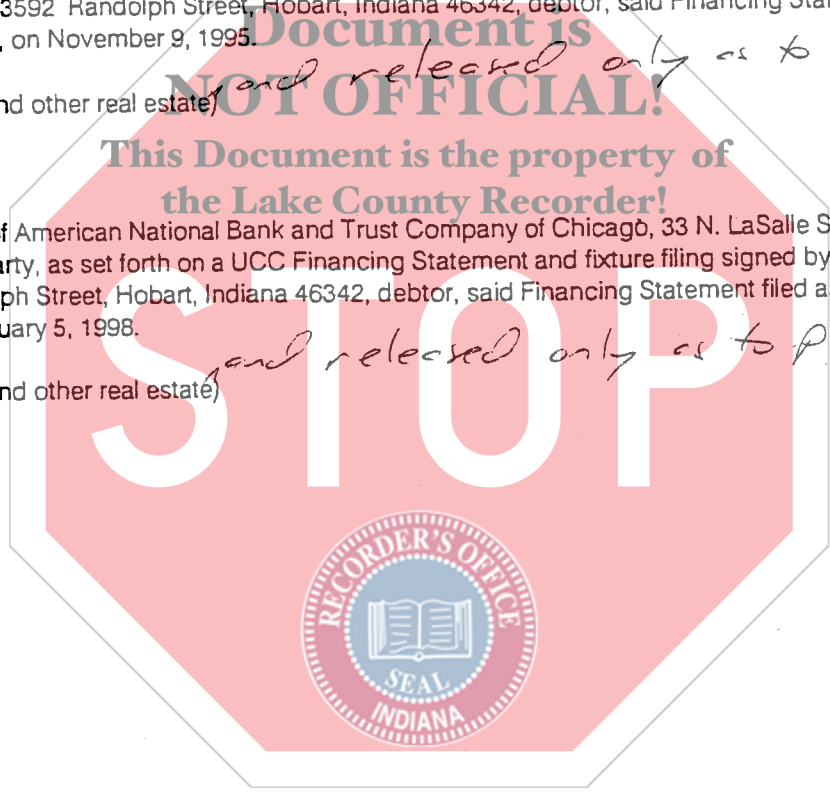 3592 Randolph Street, Hobart, Indiana 46342, debtor, said Financing Sta
Document is
, on November 9, 1995.
and released only as to
NOT OFFICIAL!
nd other real estate)
This Document is the property of
the Lake County Recorder!
f American National Bank and Trust Company of Chicago, 33 N. LaSalle S
arty, as set forth on a UCC Financing Statement and fixture filing signed by
ph Street, Hobart, Indiana 46342, debtor, said Financing Statement filed a
uary 5, 1998.
and released only as to P
nd other real estate)
STOP
RECORDER'S OFFICE
SEAL
INDIANA